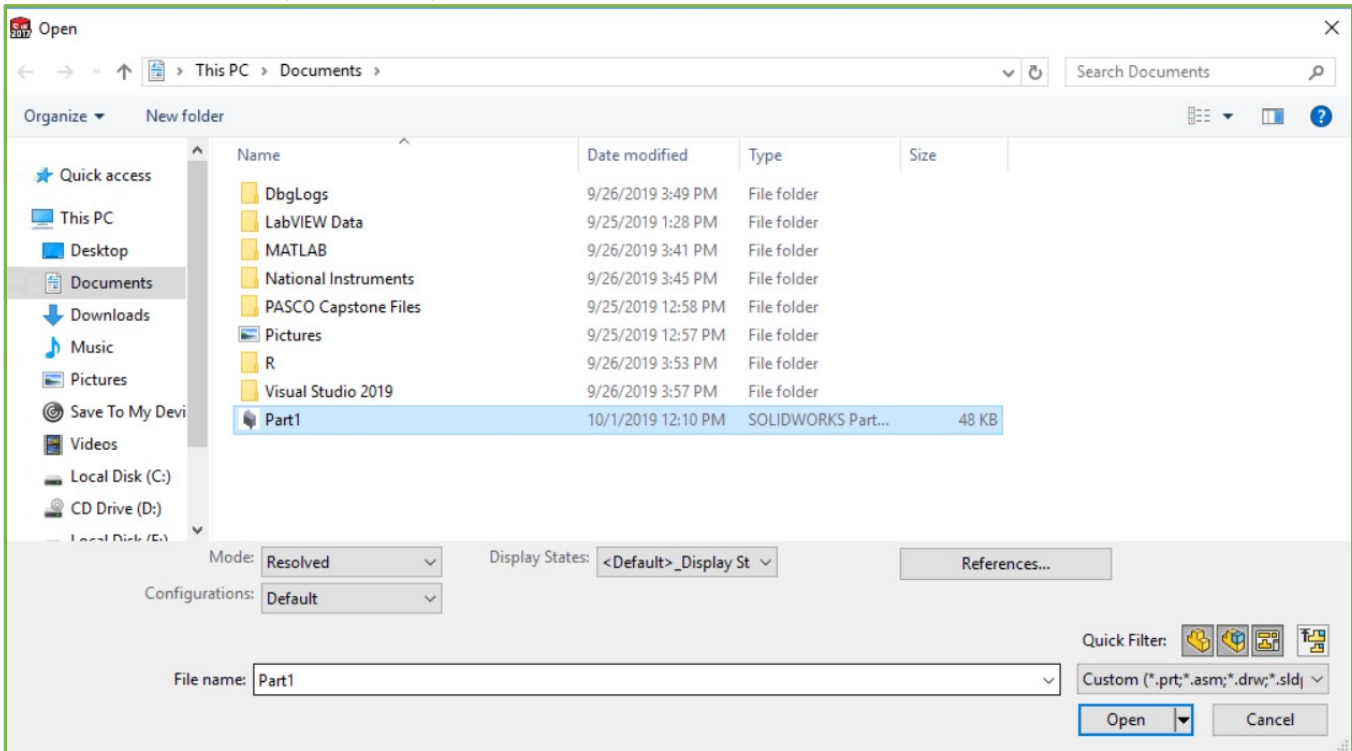 2017 Open
This PC > Documents >
Search Documents
Organize
New folder
Name Date modified Type Size
Quick access
This PC
Desktop
Documents
Downloads
Music
Pictures
Save To My Devi
Videos
Local Disk (C:)
CD Drive (D:)
Local Disk (E:)
DbgLogs 9/26/2019 3:49 PM File folder
LabVIEW Data 9/25/2019 1:28 PM File folder
MATLAB 9/26/2019 3:41 PM File folder
National Instruments 9/26/2019 3:45 PM File folder
PASCO Capstone Files 9/25/2019 12:58 PM File folder
Pictures 9/25/2019 12:57 PM File folder
R 9/26/2019 3:53 PM File folder
Visual Studio 2019 9/26/2019 3:57 PM File folder
Part1 10/1/2019 12:10 PM SOLIDWORKS Part... 48 KB
Mode: Resolved Display States: <Default>_Display St References...
Configurations: Default
Quick Filter:
File name: Part1 Custom (*.prt;*.asm;*.drw;*.sld
Open Cancel